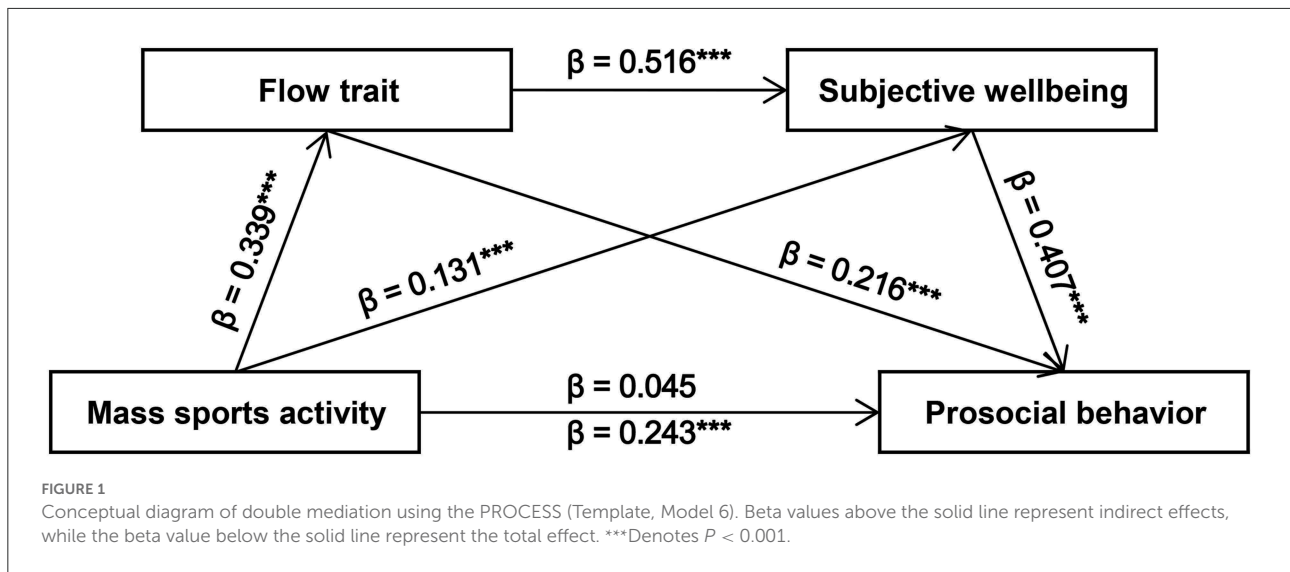 β = 0.516***
Flow trait
Subjective wellbeing
β = 0.339***
β = 0.131***
β = 0.216***
β = 0.407***
β = 0.045
Mass sports activity
Prosocial behavior
β = 0.243***
FIGURE 1
Conceptual diagram of double mediation using the PROCESS (Template, Model 6). Beta values above the solid line represent indirect effects,
while the beta value below the solid line represent the total effect. ***Denotes P < 0.001.